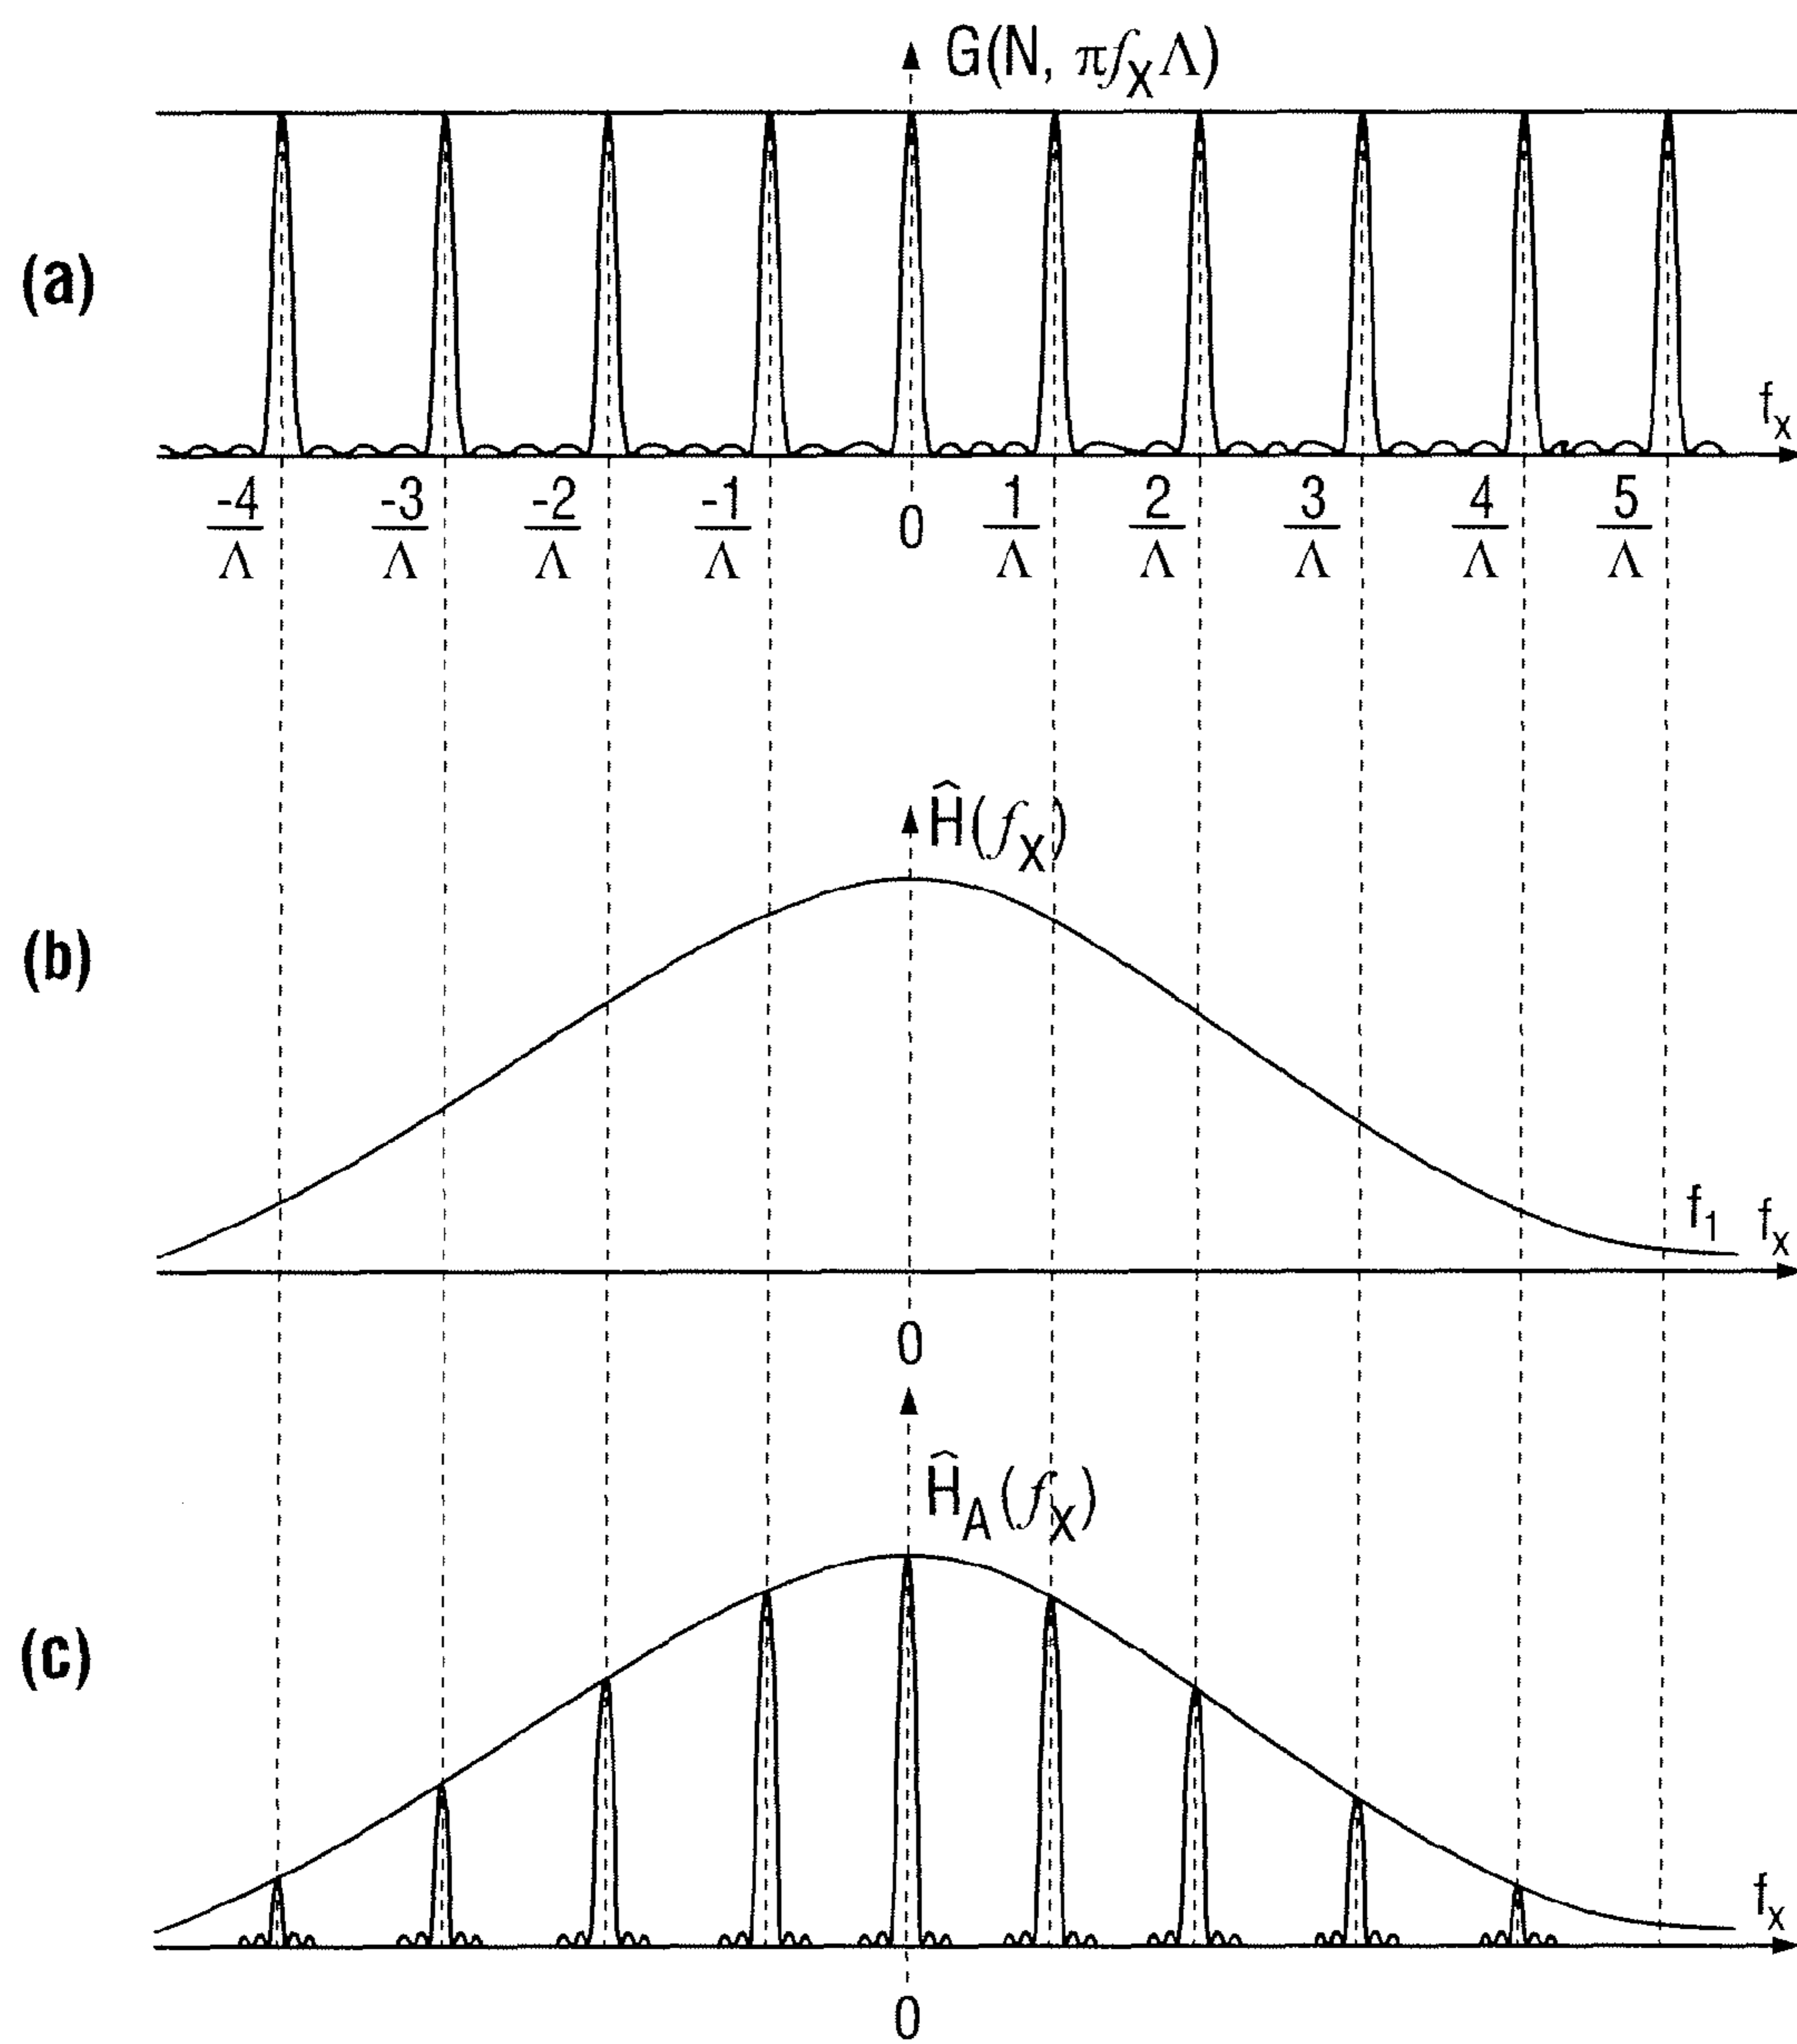 G(N, πf_XΛ)
(a)
f_x
-4/Λ -3/Λ -2/Λ -1/Λ 0 1/Λ 2/Λ 3/Λ 4/Λ 5/Λ
Ĥ(f_X)
(b)
f_1 f_x
0
Ĥ_A(f_X)
(c)
f_x
0